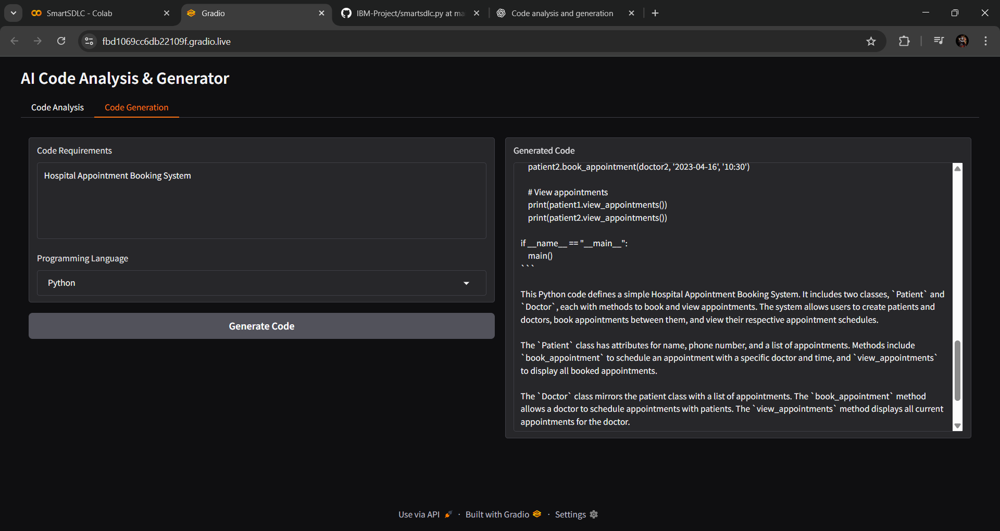 SmartSDLC - Colab
Gradio
IBM-Project/smartsdlc.py at ma
Code analysis and generation
fbd1069cc6db22109f.gradio.live
AI Code Analysis & Generator
Code Analysis
Code Generation
Code Requirements
Hospital Appointment Booking System
Programming Language
Python
Generate Code
Generated Code
patient2.book_appointment(doctor2, '2023-04-16', '10:30')
# View appointments
print(patient1.view_appointments())
print(patient2.view_appointments())
if __name__ == "__main__":
main()
```
This Python code defines a simple Hospital Appointment Booking System. It includes two classes, `Patient` and
`Doctor`, each with methods to book and view appointments. The system allows users to create patients and
doctors, book appointments between them, and view their respective appointment schedules.
The `Patient` class has attributes for name, phone number, and a list of appointments. Methods include
`book_appointment` to schedule an appointment with a specific doctor and time, and `view_appointments`
to display all booked appointments.
The `Doctor` class mirrors the patient class with a list of appointments. The `book_appointment` method
allows a doctor to schedule appointments with patients. The `view_appointments` method displays all current
appointments for the doctor.
Use via API · Built with Gradio · Settings